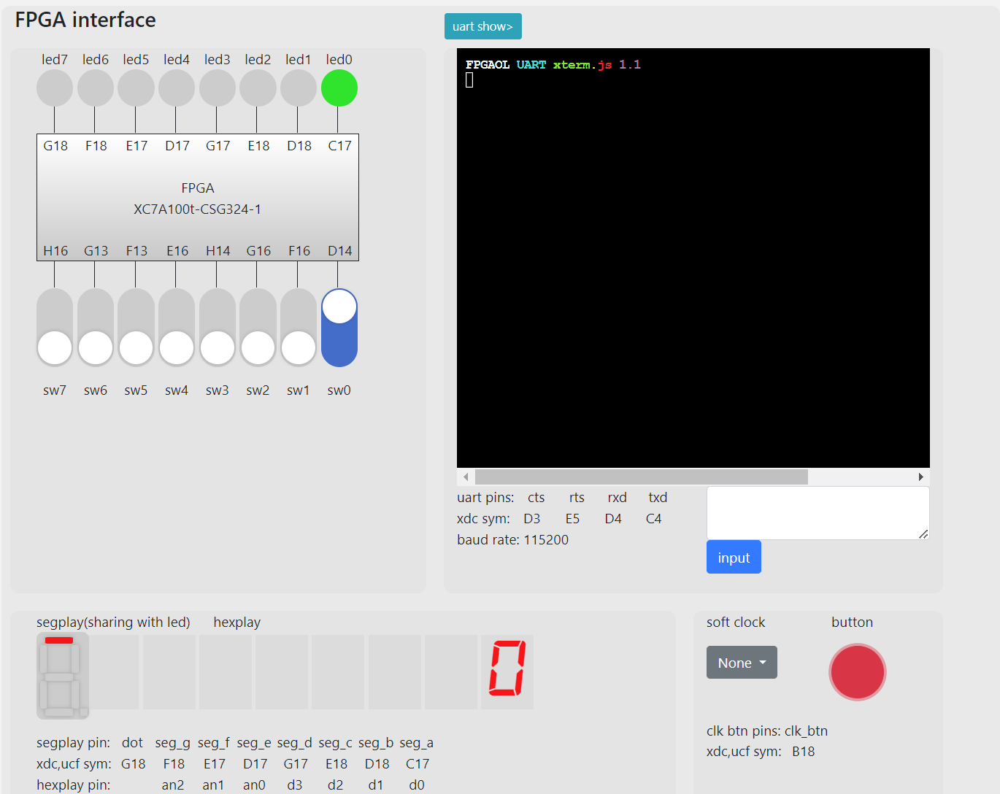 FPGA interface
uart show>
led7 led6 led5 led4 led3 led2 led1 led0
G18 F18 E17 D17 G17 E18 D18 C17
FPGA
XC7A100t-CSG324-1
H16 G13 F13 E16 H14 G16 F16 D14
sw7 sw6 sw5 sw4 sw3 sw2 sw1 sw0
FPGAOL UART xterm.js 1.1
uart pins: cts rts rxd txd
xdc sym: D3 E5 D4 C4
baud rate: 115200
input
segplay(sharing with led) hexplay
0
segplay pin: dot seg_g seg_f seg_e seg_d seg_c seg_b seg_a
xdc,ucf sym: G18 F18 E17 D17 G17 E18 D18 C17
hexplay pin: an2 an1 an0 d3 d2 d1 d0
soft clock button
None
clk btn pins: clk_btn
xdc,ucf sym: B18